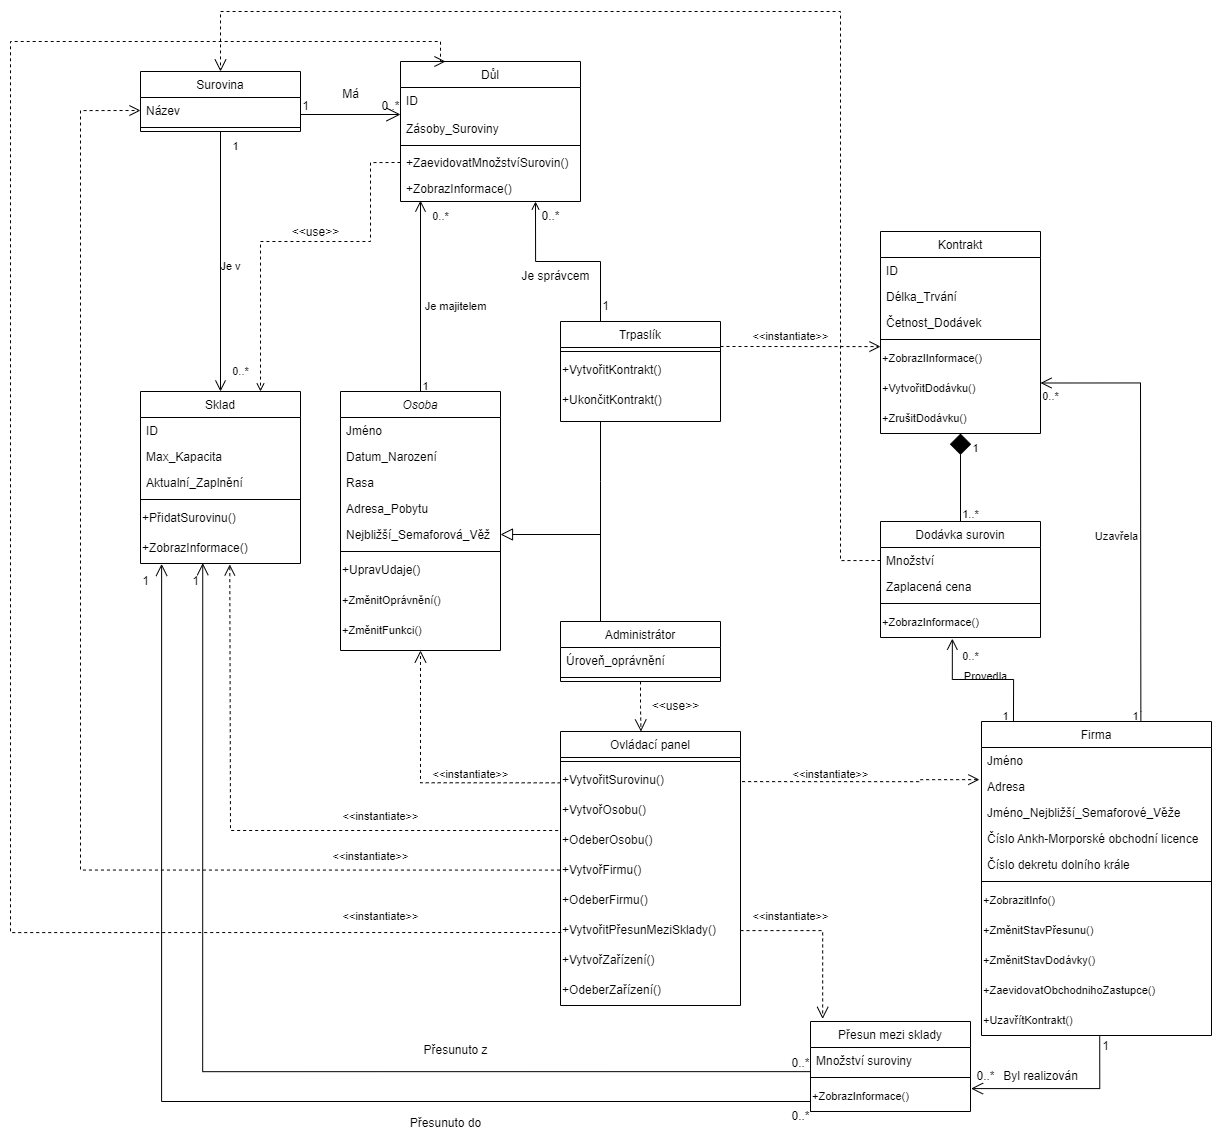 Surovina
Název
1
Má
0..*
Důl
ID
Zásoby_Suroviny
+ZaevidovatMnožstvíSurovin()
+ZobrazInformace()
1
<<use>>
Je v
0..*
0..*
0..*
Je správcem
1
Je majitelem
1
Kontrakt
ID
Délka_Trvání
Četnost_Dodávek
+ZobrazIInformace()
+VytvořitDodávku()
+ZrušitDodávku()
Trpaslík
+VytvořitKontrakt()
+UkončitKontrakt()
<<instantiate>>
0..*
1
1..*
Uzavřela
Sklad
ID
Max_Kapacita
Aktualní_Zaplnění
+PřidatSurovinu()
+ZobrazInformace()
Osoba
Jméno
Datum_Narození
Rasa
Adresa_Pobytu
Nejbližší_Semaforová_Věž
+UpravUdaje()
+ZměnitOprávnění()
+ZměnitFunkci()
Dodávka surovin
Množství
Zaplacená cena
+ZobrazInformace()
1
1
Administrátor
Úroveň_oprávnění
<<use>>
0..*
Provedla
1
1
Ovládací panel
+VytvořitSurovinu()
+VytvořOsobu()
+OdeberOsobu()
+VytvořFirmu()
+OdeberFirmu()
+VytvořitPřesunMeziSklady()
+VytvořZařízení()
+OdeberZařízení()
<<instantiate>>
<<instantiate>>
<<instantiate>>
<<instantiate>>
<<instantiate>>
<<instantiate>>
Firma
Jméno
Adresa
Jméno_Nejbližší_Semaforové_Věže
Číslo Ankh-Morporské obchodní licence
Číslo dekretu dolního krále
+ZobrazitInfo()
+ZměnitStavPřesunu()
+ZměnitStavDodávky()
+ZaevidovatObchodnihoZastupce()
+UzavřítKontrakt()
Přesun mezi sklady
Množství suroviny
+ZobrazInformace()
1
0..*
Byl realizován
Přesunuto z
0..*
Přesunuto do
0..*